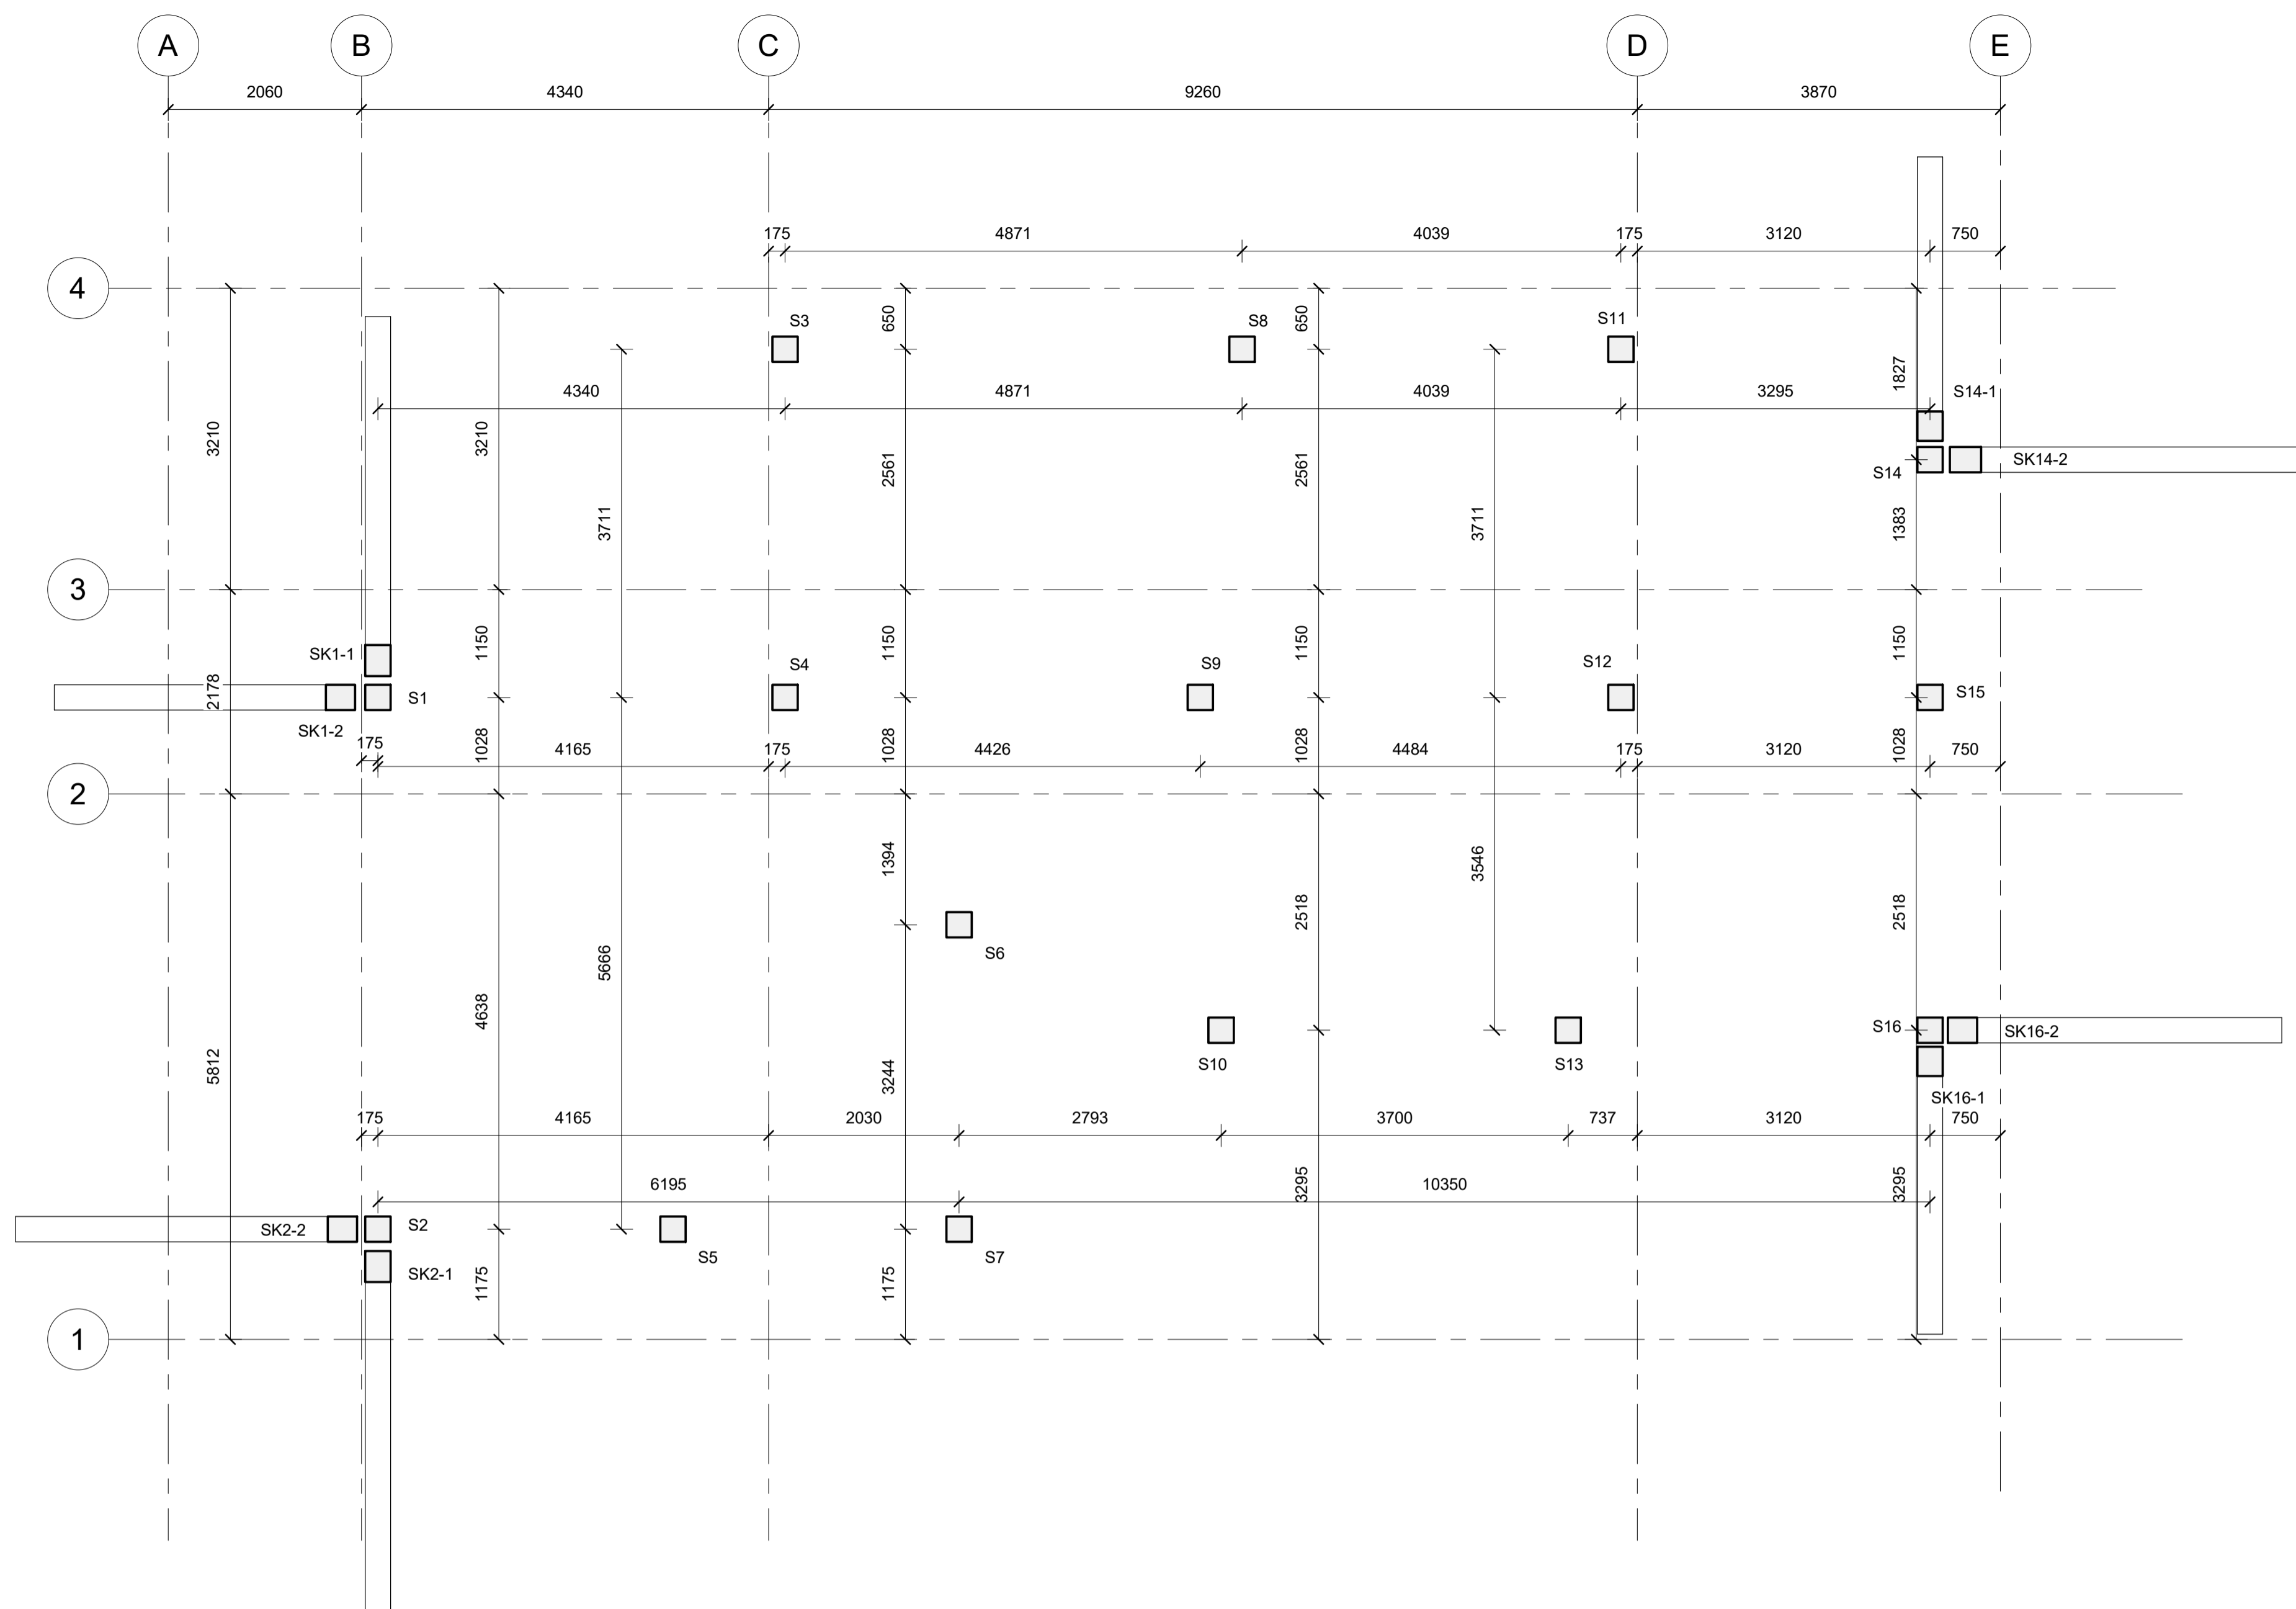 A B C D E
2060 4340 9260 3870
175 4871 4039 175 3120 750
4
S3 650 S8 650 S11
1827
4340 4871 4039 3295 S14-1
3210 3210 2561 2561
S14 SK14-2
3711 3711 1383
3
SK1-1 1150 S4 1150 S9 1150 S12 1150
2178 S1 S15
SK1-2
175 1028 4165 175 1028 4426 1028 4484 175 3120 1028 750
2
1394 3546
2518 2518
5666 S6
4638 S16 SK16-2
5812 3244 S10 S13
SK16-1
175 4165 2030 2793 3700 737 3120 750
6195 3295 10350 3295
SK2-2 S2
S5 S7
SK2-1 1175 1175
1